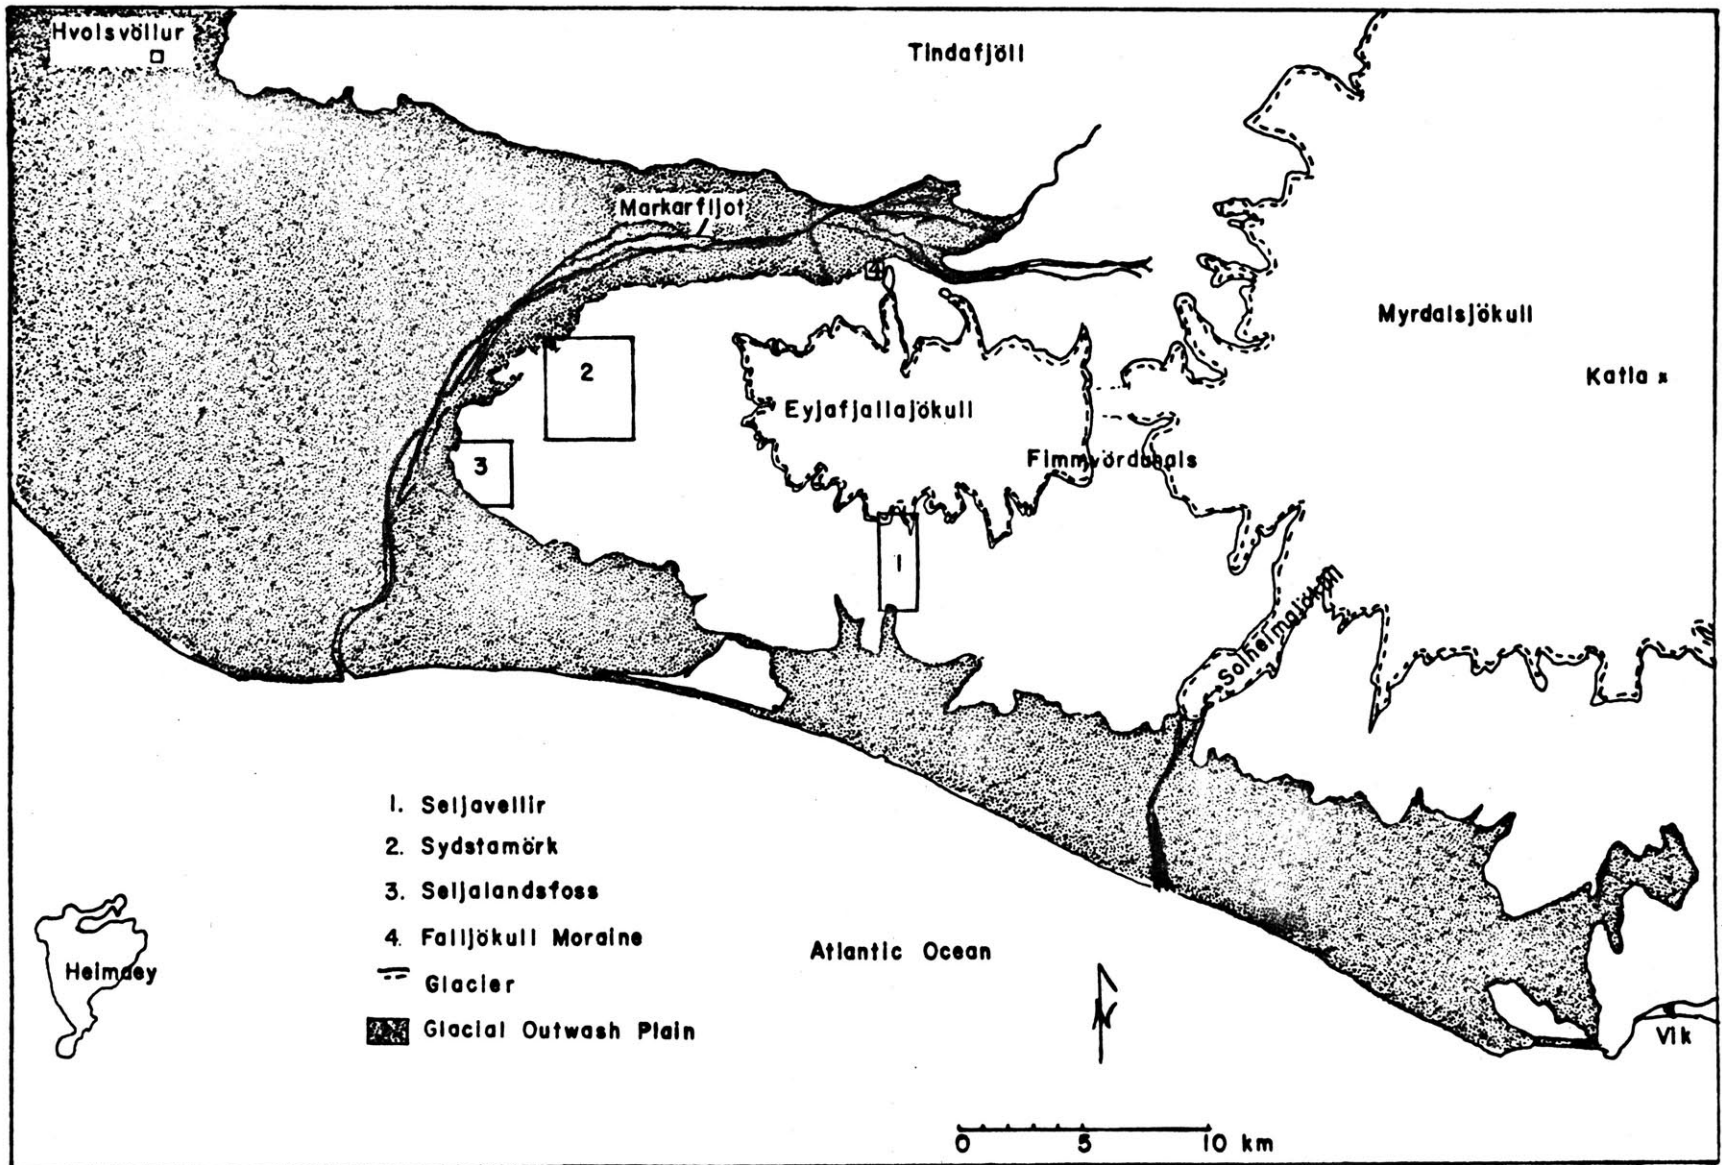 Hvolsvöllur
Tindafjöll
Markarfljot
4
Myrdalsjökull
2
Katla x
Eyjafjallajökull
Fimmvörduhals
3
1
Solheimajökull
1. Seljavellir
2. Sydstamörk
3. Seljalandsfoss
4. Falljökull Moraine
Glacier
Glacial Outwash Plain
Heimaey
Atlantic Ocean
N
Vik
0 5 10 km